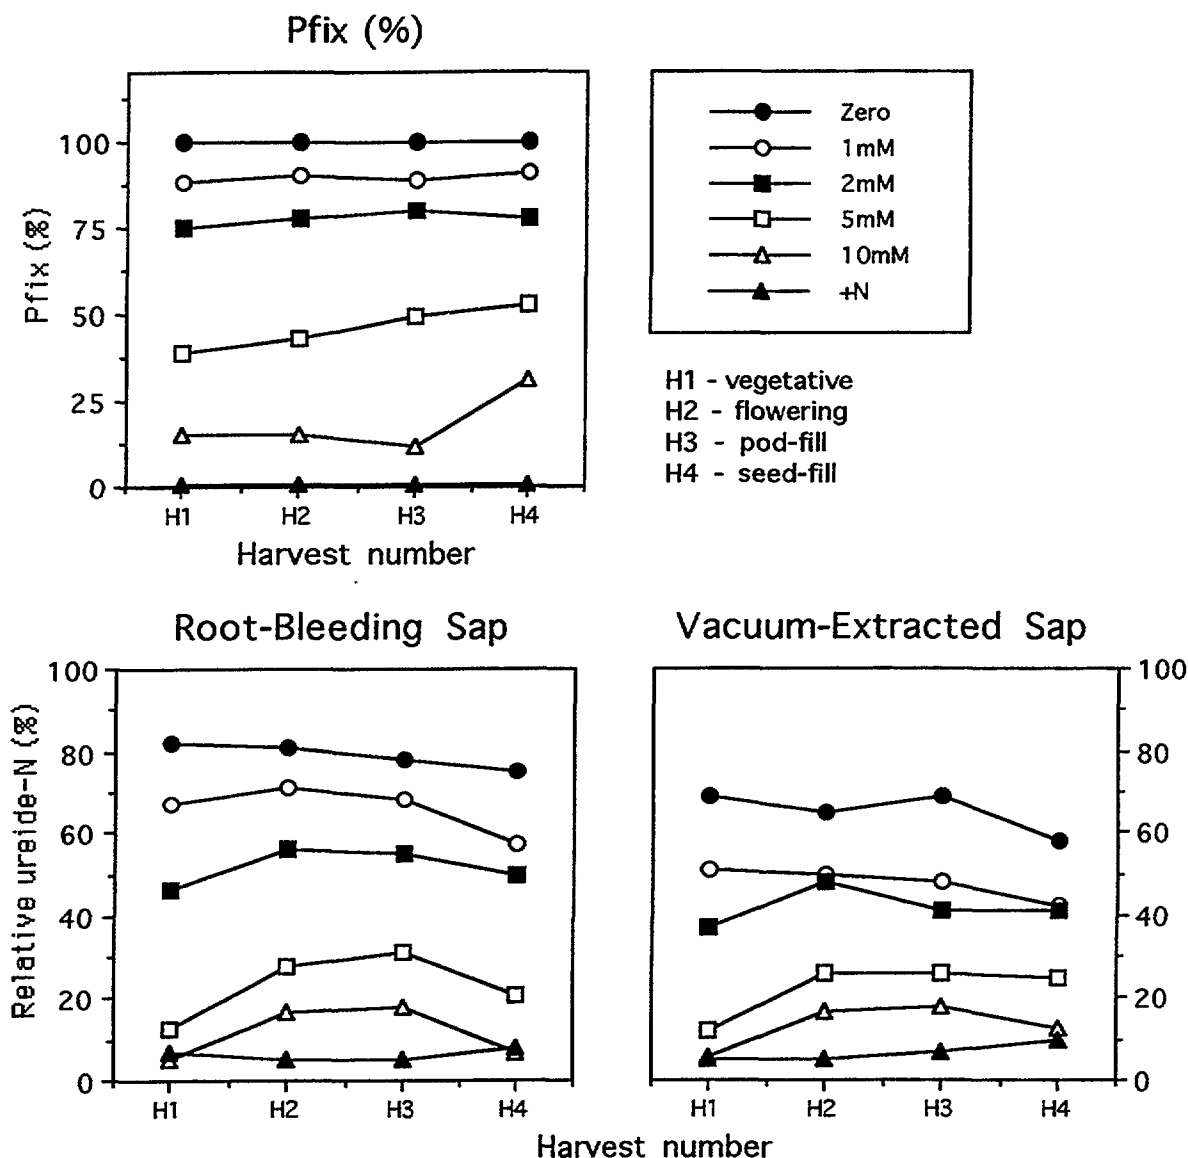 Pfix (%)
Pfix (%)
100
75
50
25
0
H1 H2 H3 H4
Harvest number
Zero
1mM
2mM
5mM
10mM
+N
H1 - vegetative
H2 - flowering
H3 - pod-fill
H4 - seed-fill
Root-Bleeding Sap
Relative ureide-N (%)
100
80
60
40
20
0
H1 H2 H3 H4
Vacuum-Extracted Sap
100
80
60
40
20
0
H1 H2 H3 H4
Harvest number